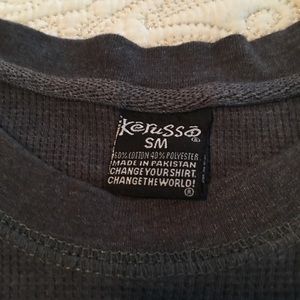 Kerusso®
SM
60% COTTON 40% POLYESTER
MADE IN PAKISTAN
CHANGE YOUR SHIRT.
CHANGE THE WORLD!
®